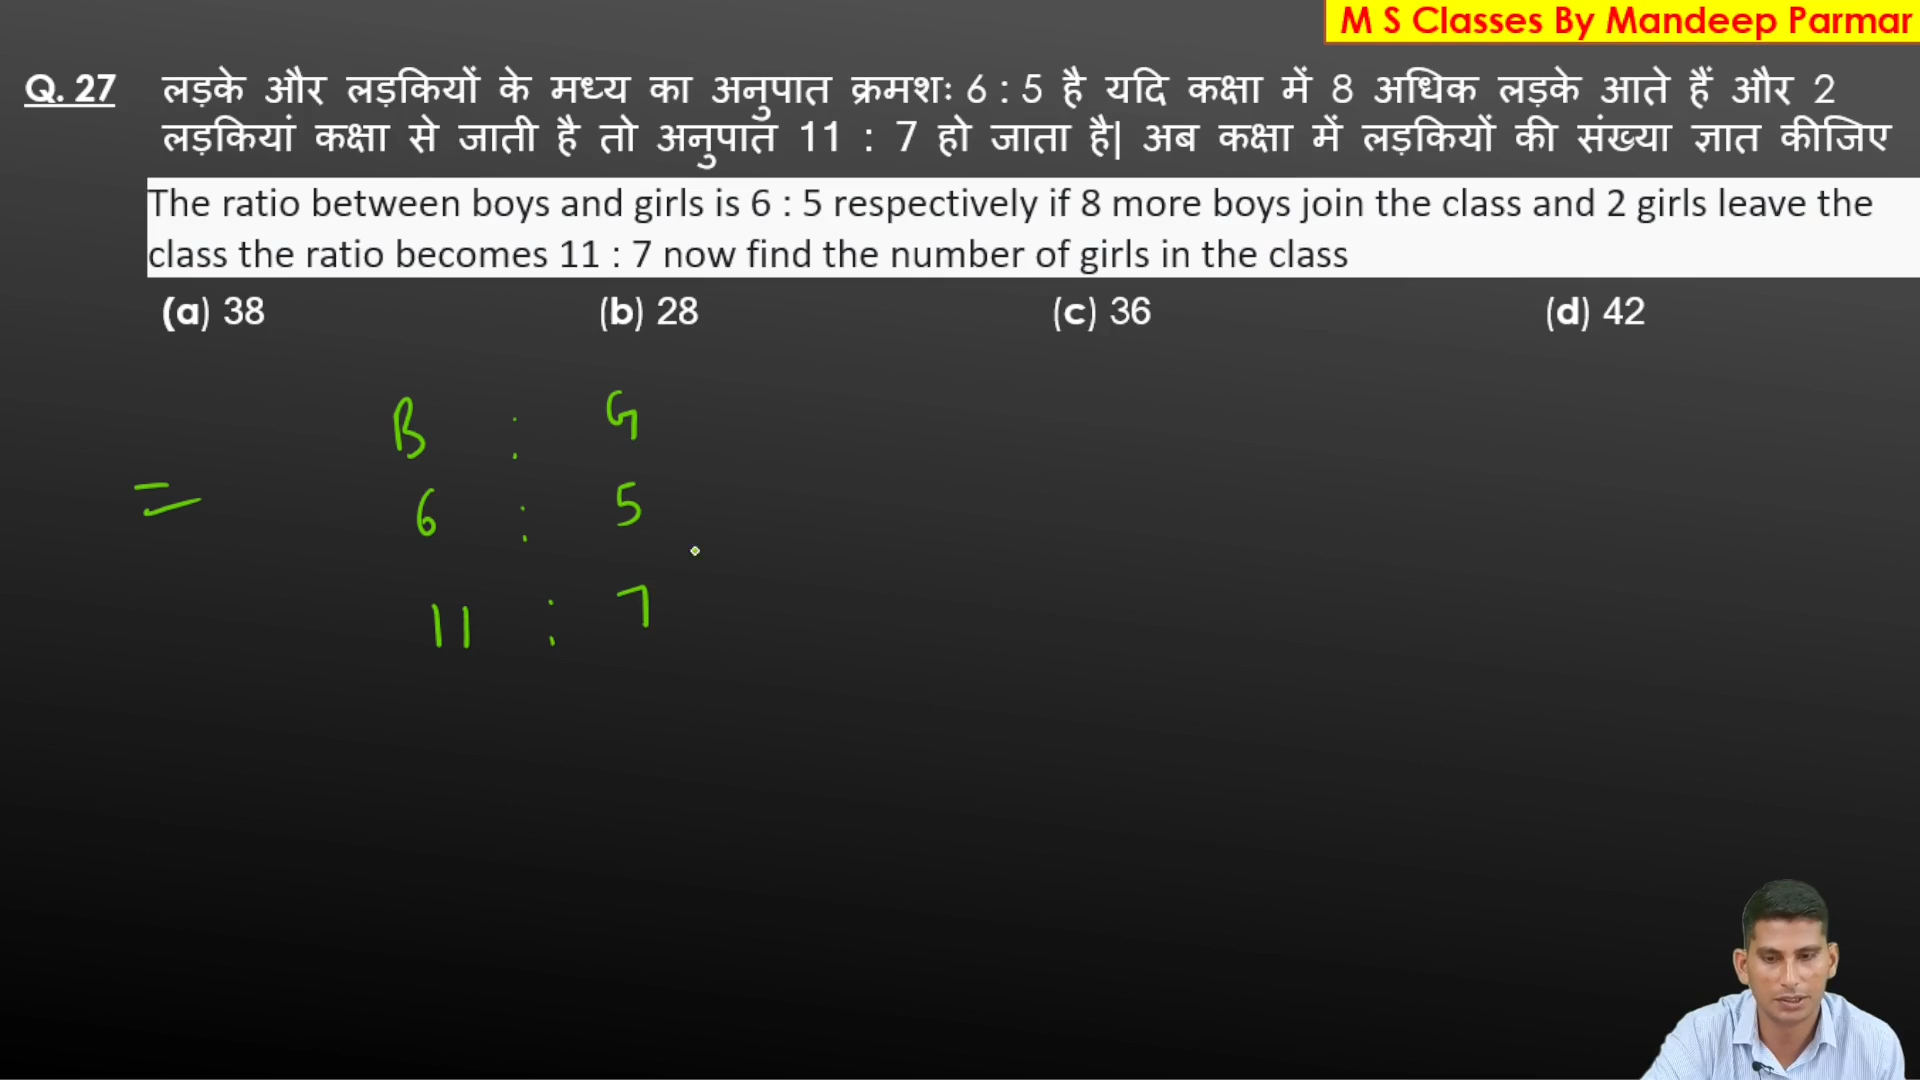 M S Classes By Mandeep Parmar
Q. 27 लड़के और लड़कियों के मध्य का अनुपात क्रमशः 6 : 5 है यदि कक्षा में 8 अधिक लड़के आते हैं और 2
लड़कियां कक्षा से जाती है तो अनुपात 11 : 7 हो जाता है| अब कक्षा में लड़कियों की संख्या ज्ञात कीजिए
The ratio between boys and girls is 6 : 5 respectively if 8 more boys join the class and 2 girls leave the
class the ratio becomes 11 : 7 now find the number of girls in the class
(a) 38 (b) 28 (c) 36 (d) 42
B : G
= 6 : 5
11 : 7